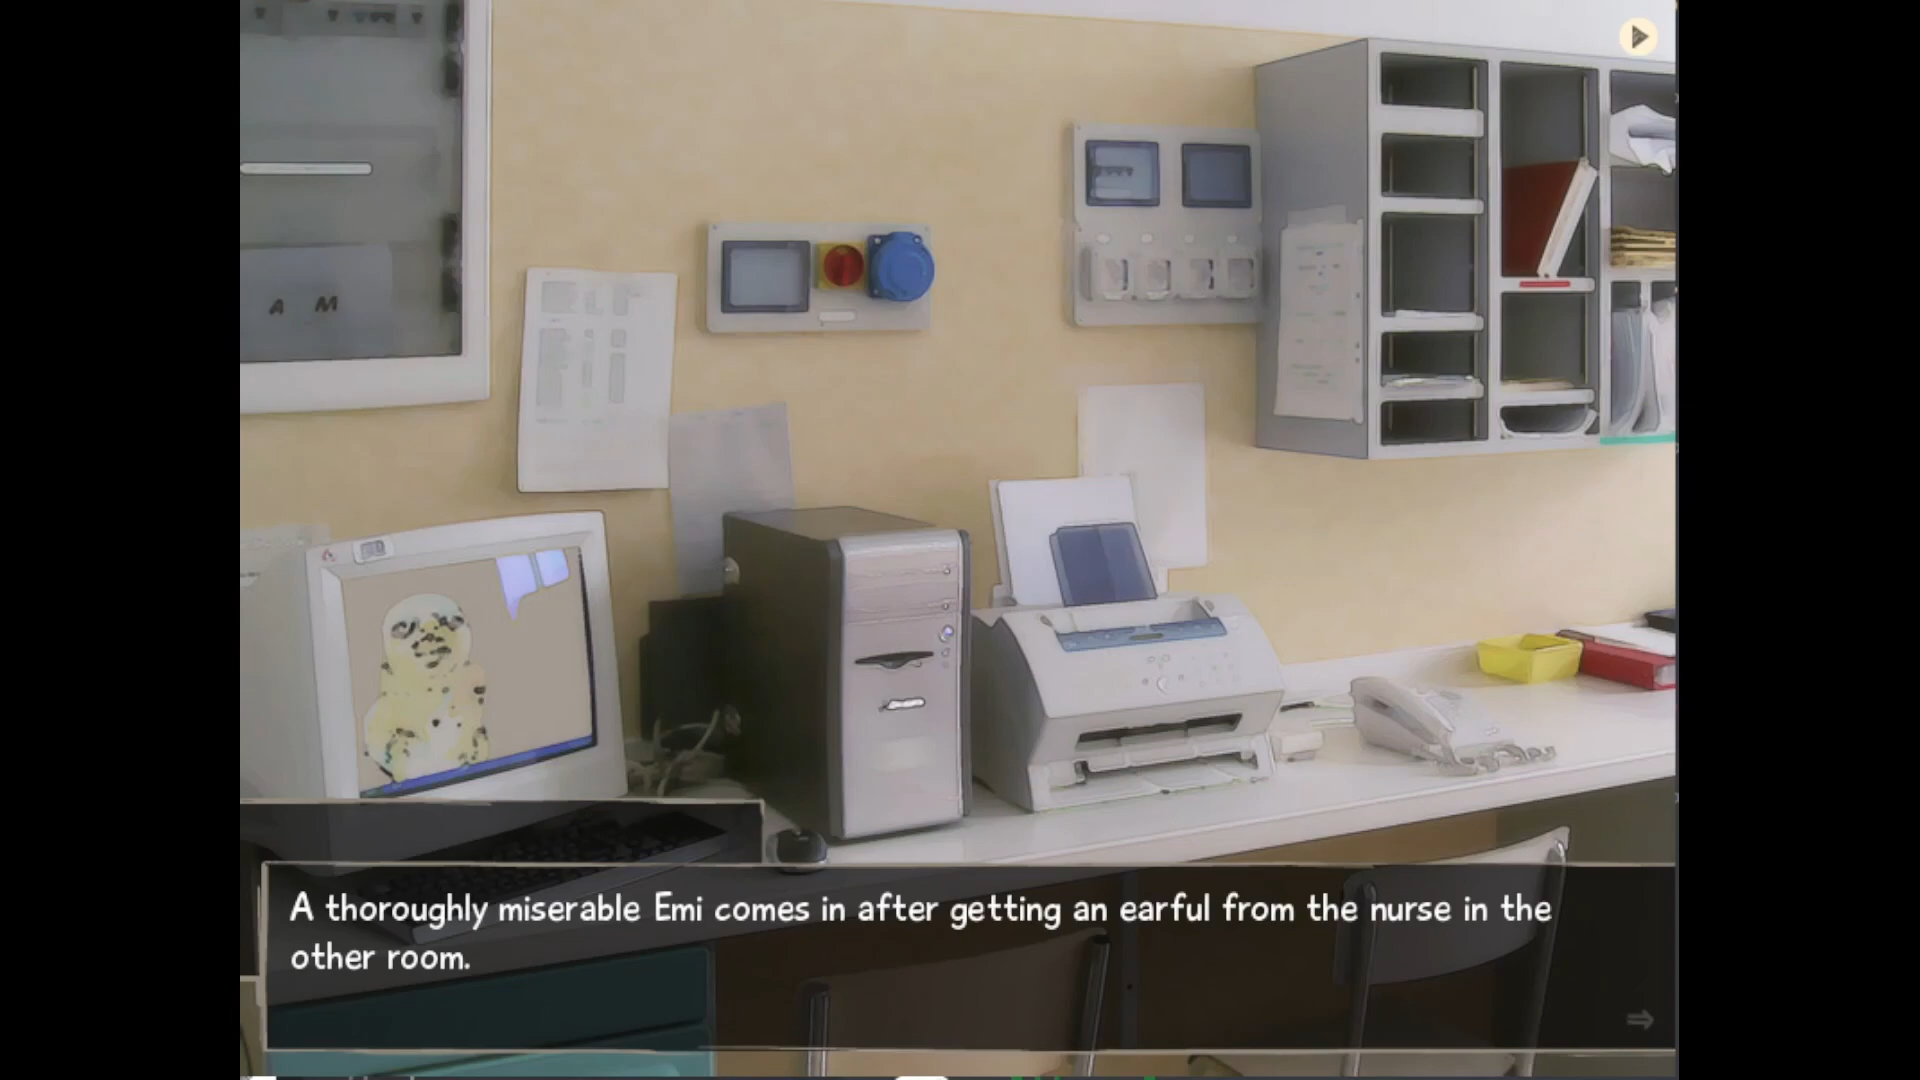 A M
A thoroughly miserable Emi comes in after getting an earful from the nurse in the
other room.